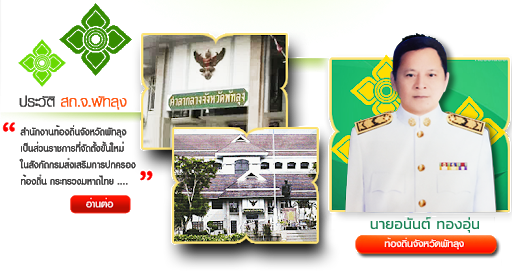 ประวัติ สถ.จ.พัทลุง
“ สำนักงานท้องถิ่นจังหวัดพัทลุง
เป็นส่วนราชการที่จัดตั้งขึ้นใหม่
ในสังกัดกรมส่งเสริมการปกครอง
ท้องถิ่น กระทรวงมหาดไทย .... ”
อ่านต่อ
ศาลากลางจังหวัดพัทลุง
นายอนันต์ ทองอุ่น
ท้องถิ่นจังหวัดพัทลุง